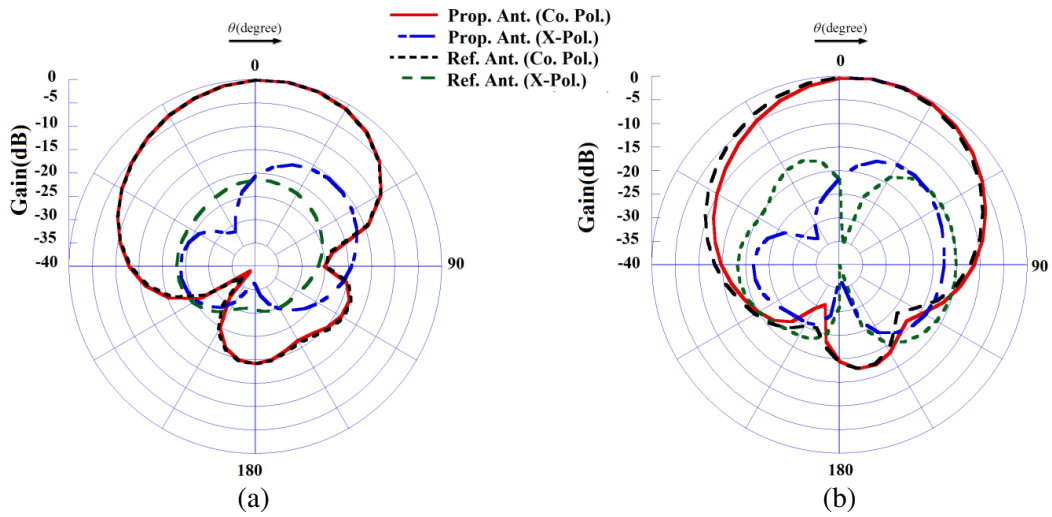 Prop. Ant. (Co. Pol.)
Prop. Ant. (X-Pol.)
Ref. Ant. (Co. Pol.)
Ref. Ant. (X-Pol.)
θ(degree)
0
0
-5
-10
-15
-20
-25
-30
-35
-40
Gain(dB)
90
180
(a)
θ(degree)
0
0
-5
-10
-15
-20
-25
-30
-35
-40
Gain(dB)
90
180
(b)